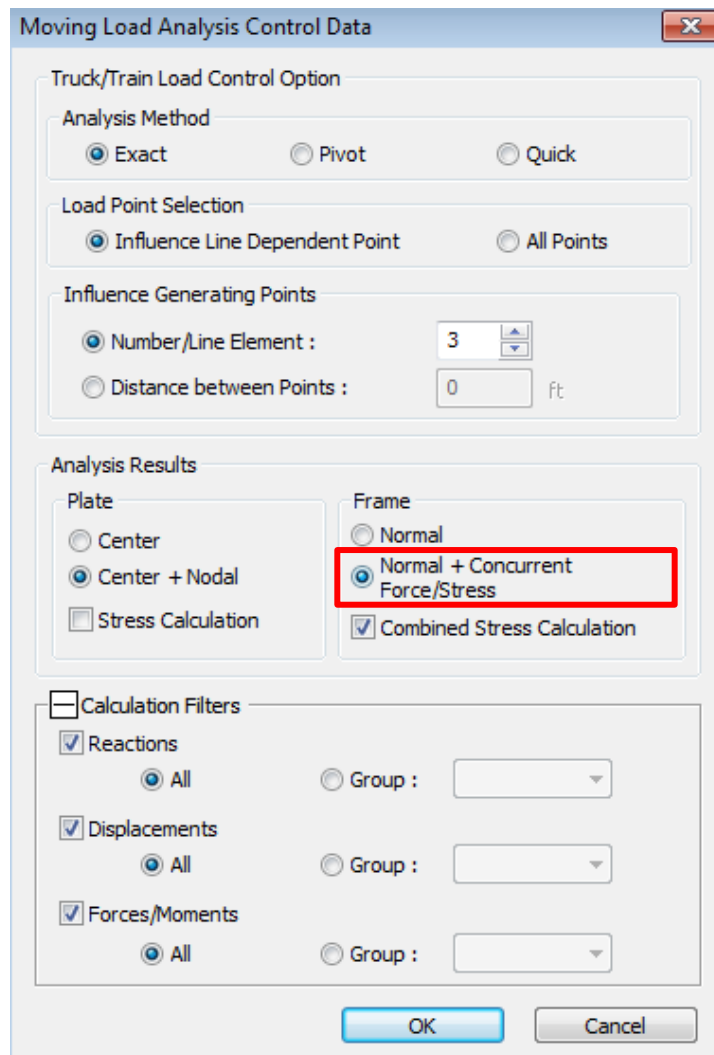 Moving Load Analysis Control Data
Truck/Train Load Control Option
Analysis Method
Exact Pivot Quick
Load Point Selection
Influence Line Dependent Point All Points
Influence Generating Points
Number/Line Element : 3
Distance between Points : 0 ft
Analysis Results
Plate
Center
Center + Nodal
Stress Calculation
Frame
Normal
Normal + Concurrent
Force/Stress
Combined Stress Calculation
Calculation Filters
Reactions
All Group :
Displacements
All Group :
Forces/Moments
All Group :
OK Cancel